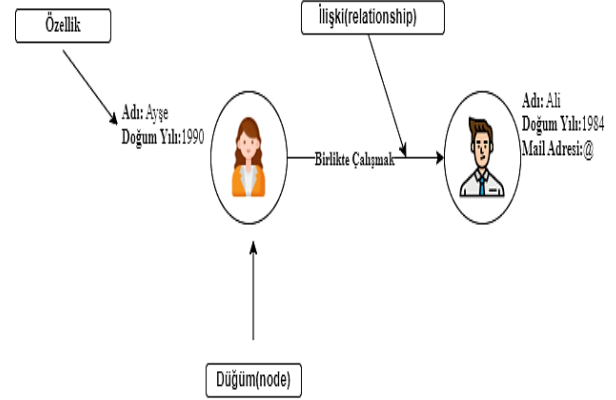 Özellik
İlişki(relationship)
Adı: Ayşe
Doğum Yılı:1990
Birlikte Çalışmak
Adı: Ali
Doğum Yılı:1984
Mail Adresi:@
Düğüm(node)